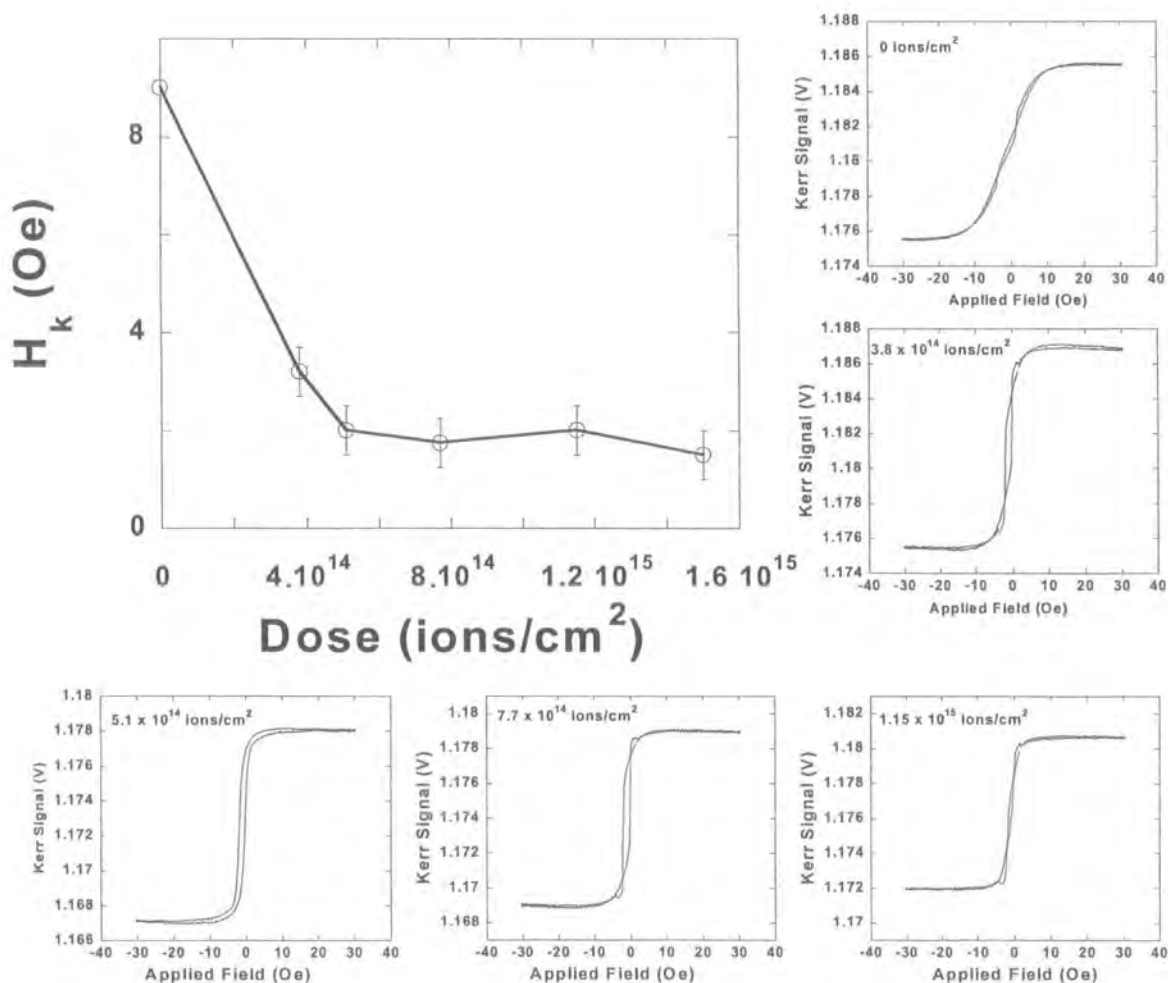 H_k (Oe)
8
4
0
0 4.10^14 8.10^14 1.2 10^15 1.6 10^15
Dose (ions/cm^2)
0 ions/cm^2
Kerr Signal (V)
1.188
1.186
1.184
1.182
1.18
1.178
1.176
1.174
-40 -30 -20 -10 0 10 20 30 40
Applied Field (Oe)
3.8 x 10^14 ions/cm^2
Kerr Signal (V)
1.188
1.186
1.184
1.182
1.18
1.178
1.176
1.174
-40 -30 -20 -10 0 10 20 30 40
Applied Field (Oe)
5.1 x 10^14 ions/cm^2
Kerr Signal (V)
1.18
1.178
1.176
1.174
1.172
1.17
1.168
1.166
-40 -30 -20 -10 0 10 20 30 40
Applied Field (Oe)
7.7 x 10^14 ions/cm^2
Kerr Signal (V)
1.18
1.178
1.176
1.174
1.172
1.17
1.168
-40 -30 -20 -10 0 10 20 30 40
Applied Field (Oe)
1.15 x 10^15 ions/cm^2
Kerr Signal (V)
1.182
1.18
1.178
1.176
1.174
1.172
1.17
-40 -30 -20 -10 0 10 20 30 40
Applied Field (Oe)